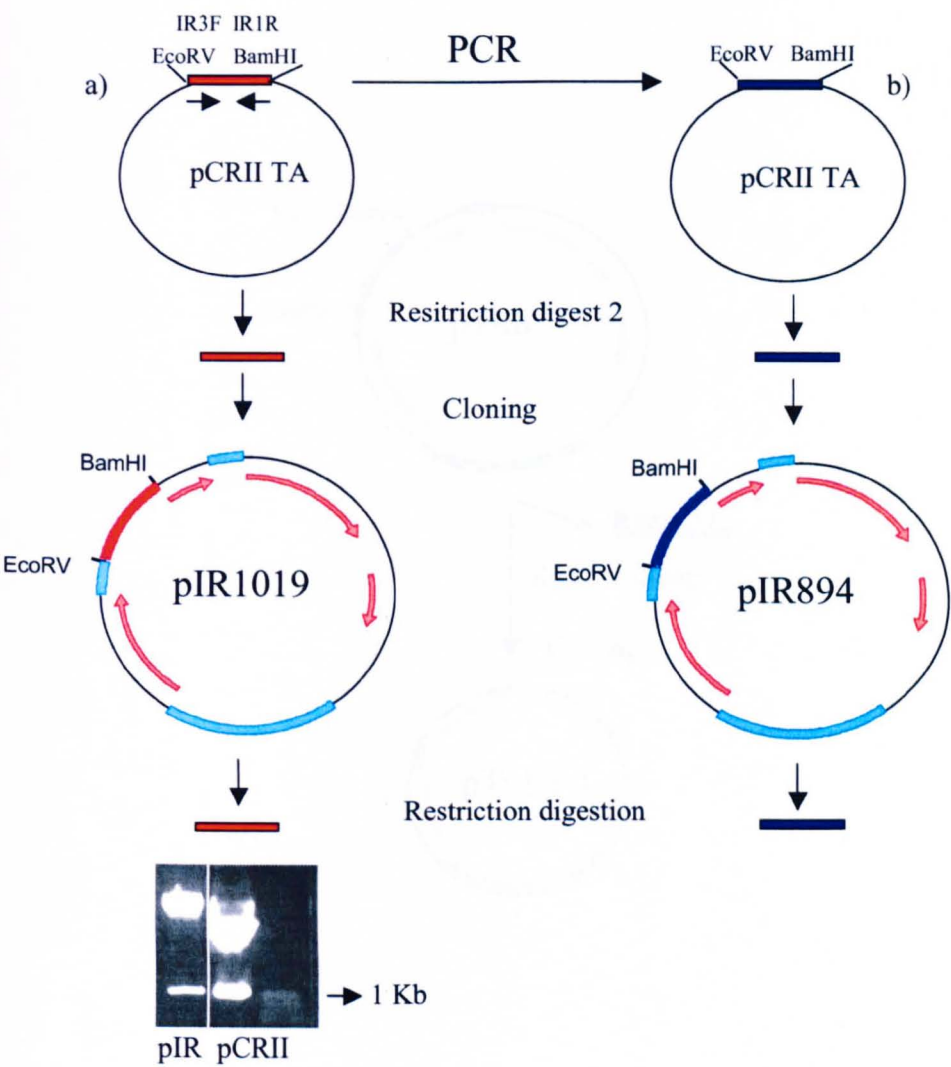 IR3F IR1R
EcoRV BamHI
a)
pCRII TA
PCR
EcoRV BamHI
b)
pCRII TA
Resitriction digest 2
Cloning
BamHI
EcoRV
pIR1019
BamHI
EcoRV
pIR894
Restriction digestion
1 Kb
pIR pCRII